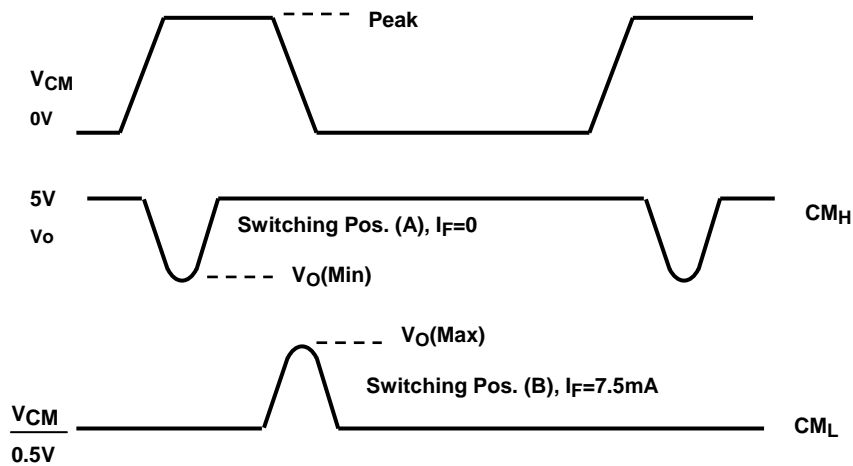 Peak
VCM
0V
5V
Vo
Switching Pos. (A), IF=0
CMH
VO(Min)
VO(Max)
Switching Pos. (B), IF=7.5mA
VCM
0.5V
CML